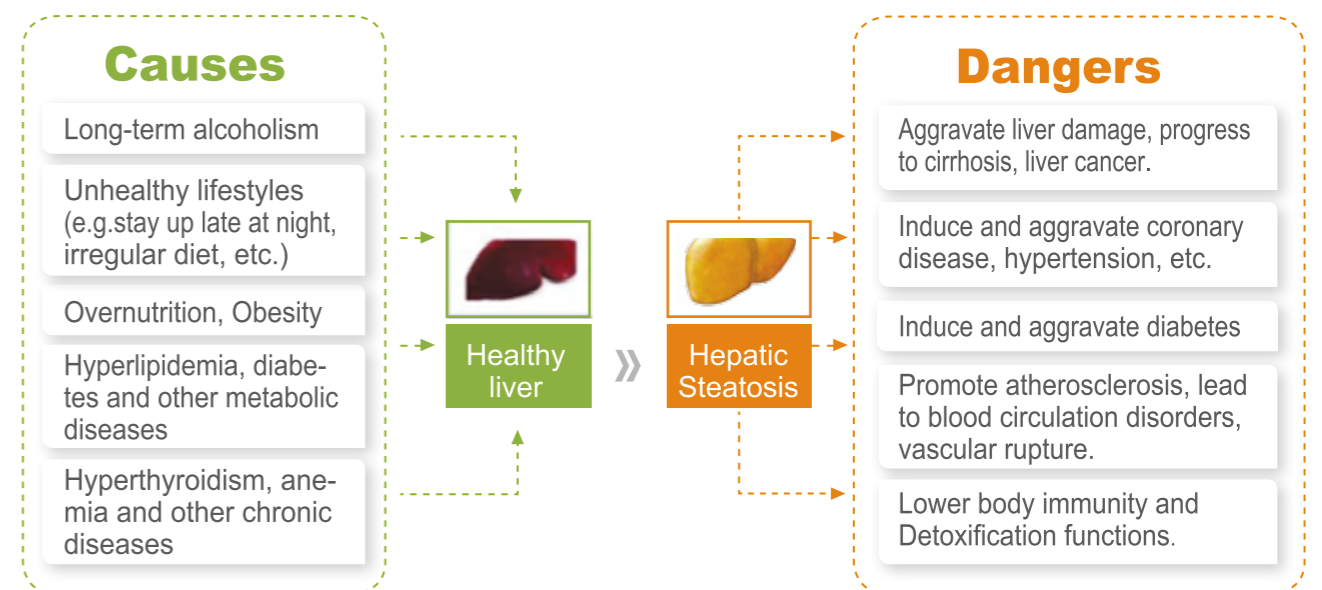 Causes
Long-term alcoholism
Unhealthy lifestyles
(e.g.stay up late at night,
irregular diet, etc.)
Overnutrition, Obesity
Hyperlipidemia, diabe-
tes and other metabolic
diseases
Hyperthyroidism, ane-
mia and other chronic
diseases
Healthy
liver
»
Hepatic
Steatosis
Dangers
Aggravate liver damage, progress
to cirrhosis, liver cancer.
Induce and aggravate coronary
disease, hypertension, etc.
Induce and aggravate diabetes
Promote atherosclerosis, lead
to blood circulation disorders,
vascular rupture.
Lower body immunity and
Detoxification functions.